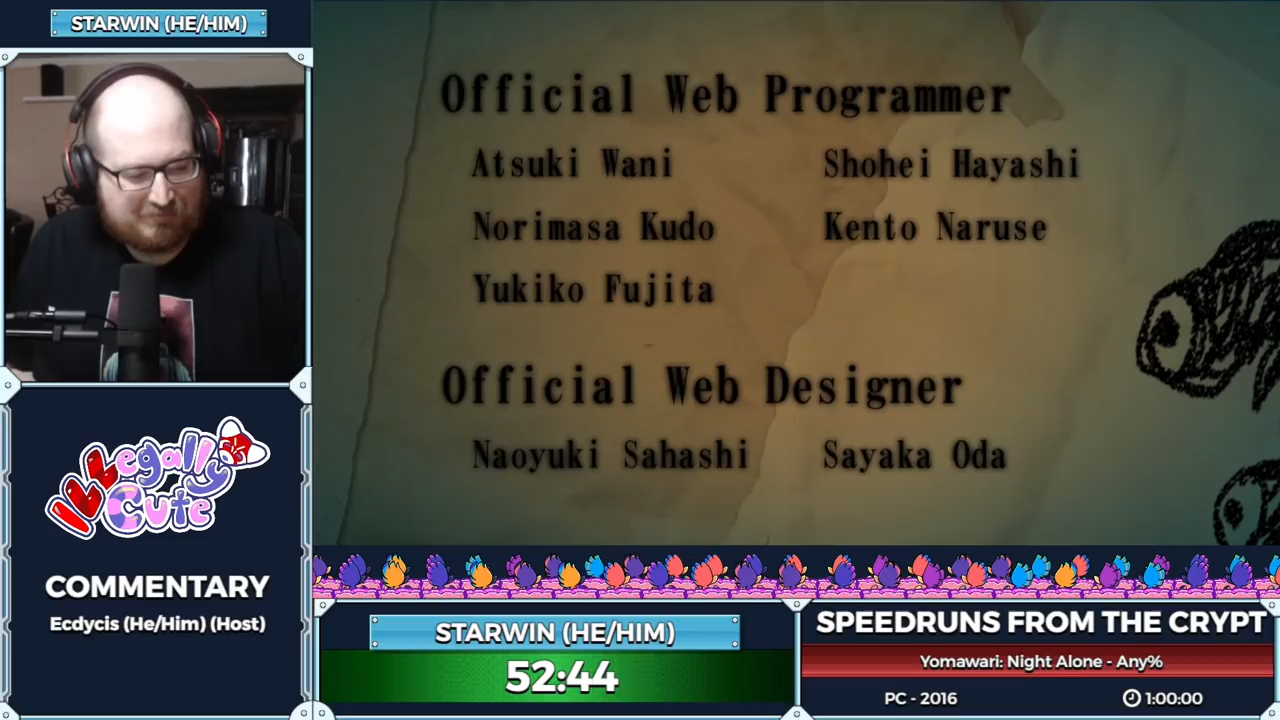 STARWIN (HE/HIM)
Official Web Programmer
Atsuki Wani Shohei Hayashi
Norimasa Kudo Kento Naruse
Yukiko Fujita
Official Web Designer
Naoyuki Sahashi Sayaka Oda
ILLegally
Cute
COMMENTARY
Ecdycis (He/Him) (Host)
STARWIN (HE/HIM)
52:44
SPEEDRUNS FROM THE CRYPT
Yomawari: Night Alone - Any%
PC - 2016 1:00:00